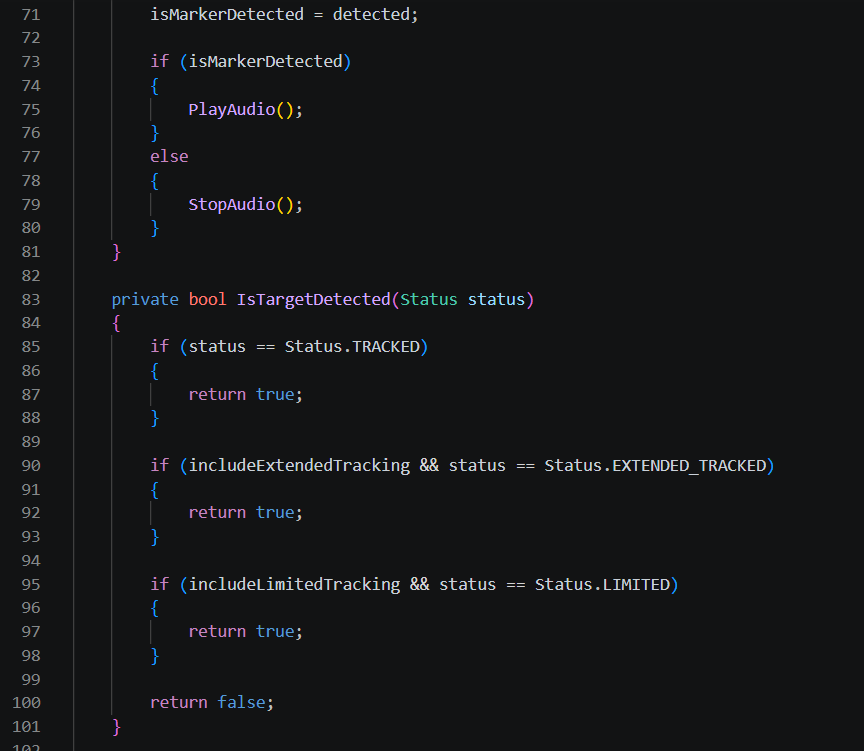 71 isMarkerDetected = detected;
72
73 if (isMarkerDetected)
74 {
75 PlayAudio();
76 }
77 else
78 {
79 StopAudio();
80 }
81 }
82
83 private bool IsTargetDetected(Status status)
84 {
85 if (status == Status.TRACKED)
86 {
87 return true;
88 }
89
90 if (includeExtendedTracking && status == Status.EXTENDED_TRACKED)
91 {
92 return true;
93 }
94
95 if (includeLimitedTracking && status == Status.LIMITED)
96 {
97 return true;
98 }
99
100 return false;
101 }
102